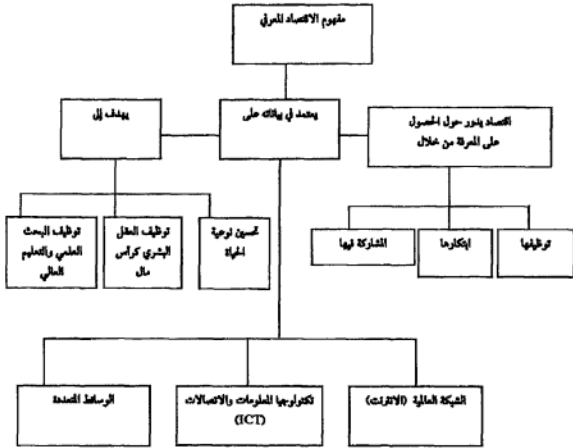 مفهوم الاقتصاد المعرفي
اقتصاد يدور حول الحصول
على المعرفة من خلال
يعتمد في بياناته على
يهدف إلى
توظيفها
ابتكارها
المشاركة فيها
تحسين نوعية
الحياة
توظيف العقل
البشري كرأس
مال
توظيف البحث
العلمي والتعليم
العالي
الشبكة العالمية (الانترنت)
تكنولوجيا المعلومات والاتصالات
(ICT)
الوسائط المتعددة